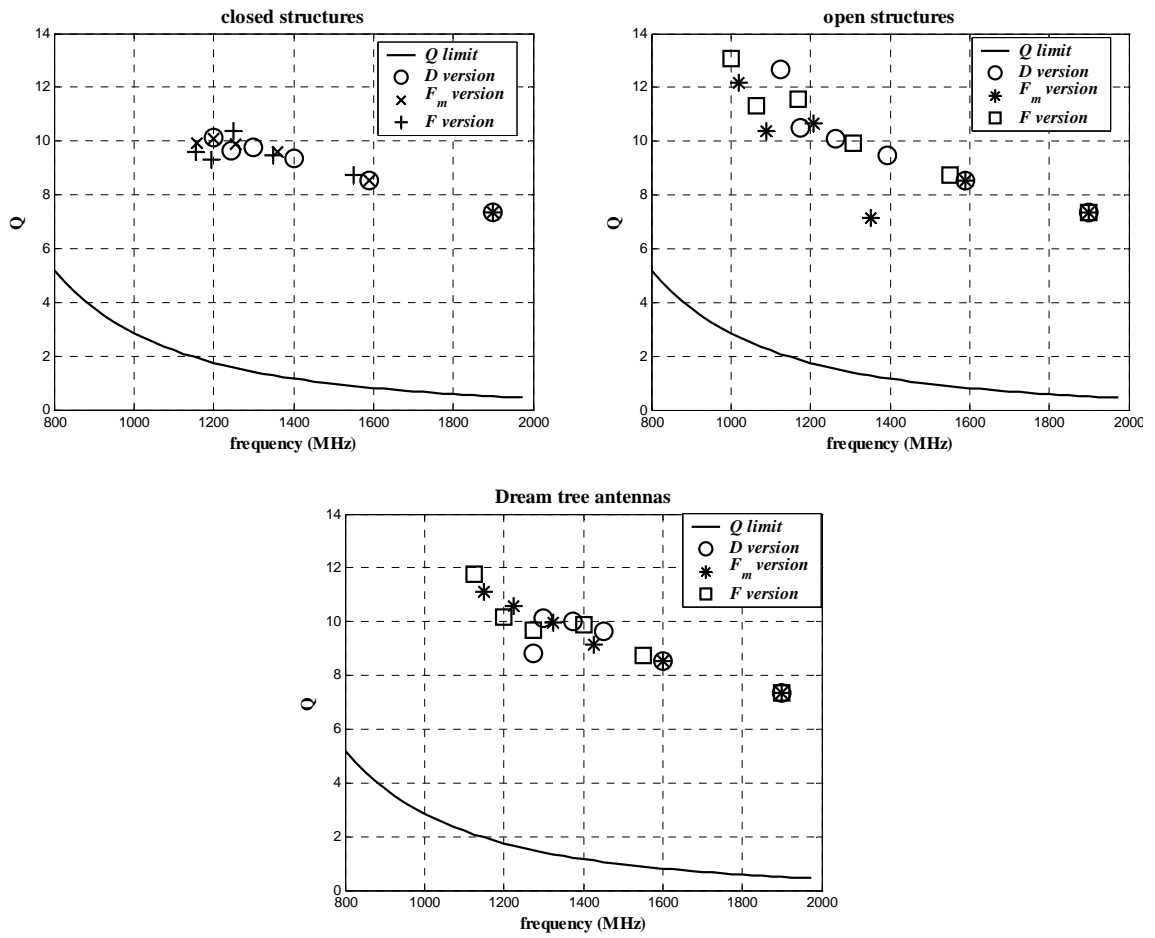 closed structures
14
12
10
8
6
4
2
0
Q
800 1000 1200 1400 1600 1800 2000
frequency (MHz)
Q limit
D version
Fm version
F version
open structures
14
12
10
8
6
4
2
0
Q
800 1000 1200 1400 1600 1800 2000
frequency (MHz)
Q limit
D version
Fm version
F version
Dream tree antennas
14
12
10
8
6
4
2
0
Q
800 1000 1200 1400 1600 1800 2000
frequency (MHz)
Q limit
D version
Fm version
F version